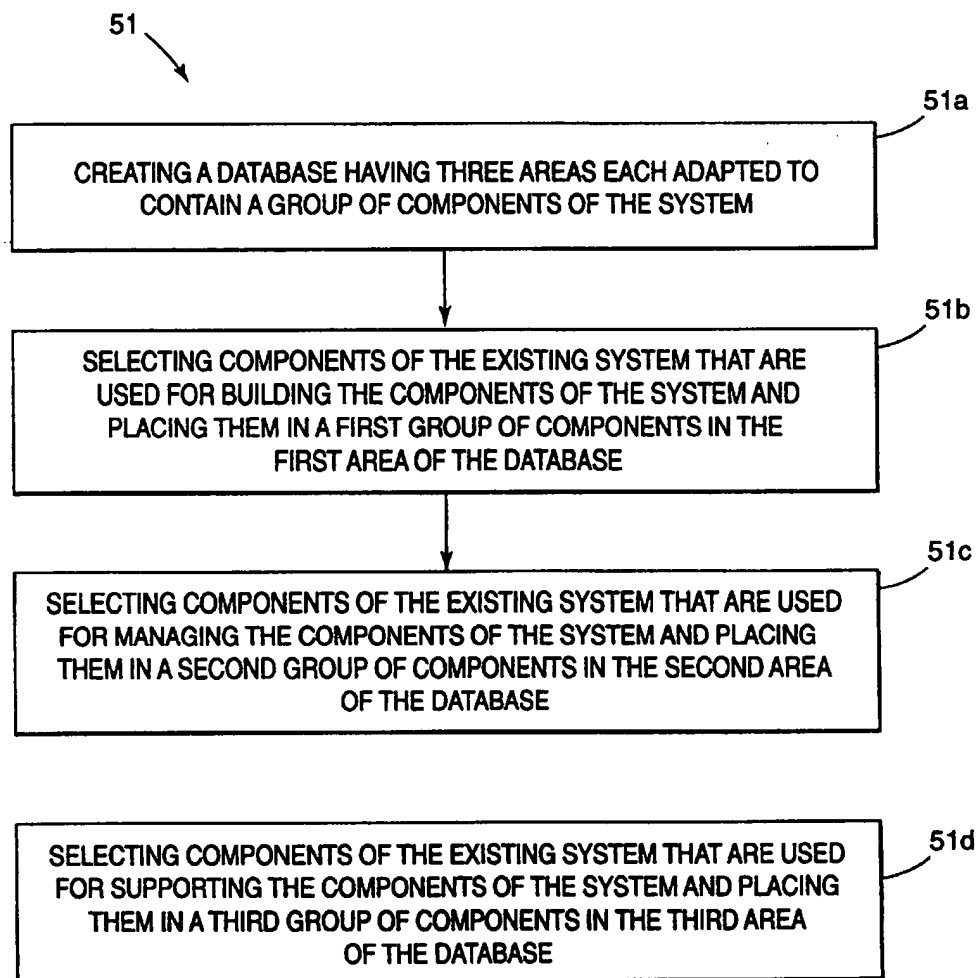 51
51a
CREATING A DATABASE HAVING THREE AREAS EACH ADAPTED TO
CONTAIN A GROUP OF COMPONENTS OF THE SYSTEM
51b
SELECTING COMPONENTS OF THE EXISTING SYSTEM THAT ARE
USED FOR BUILDING THE COMPONENTS OF THE SYSTEM AND
PLACING THEM IN A FIRST GROUP OF COMPONENTS IN THE
FIRST AREA OF THE DATABASE
51c
SELECTING COMPONENTS OF THE EXISTING SYSTEM THAT ARE USED
FOR MANAGING THE COMPONENTS OF THE SYSTEM AND PLACING
THEM IN A SECOND GROUP OF COMPONENTS IN THE SECOND AREA
OF THE DATABASE
51d
SELECTING COMPONENTS OF THE EXISTING SYSTEM THAT ARE USED
FOR SUPPORTING THE COMPONENTS OF THE SYSTEM AND PLACING
THEM IN A THIRD GROUP OF COMPONENTS IN THE THIRD AREA
OF THE DATABASE